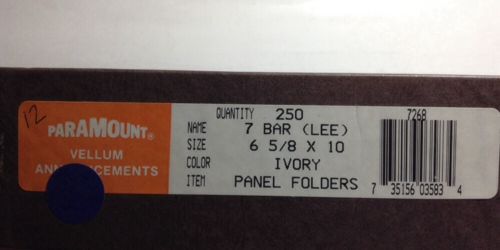 12
PARAMOUNT®
VELLUM
ANNOUNCEMENTS
QUANTITY 250
NAME 7 BAR (LEE)
SIZE 6 5/8 X 10
COLOR IVORY
ITEM PANEL FOLDERS
7268
7 35156 03583 4